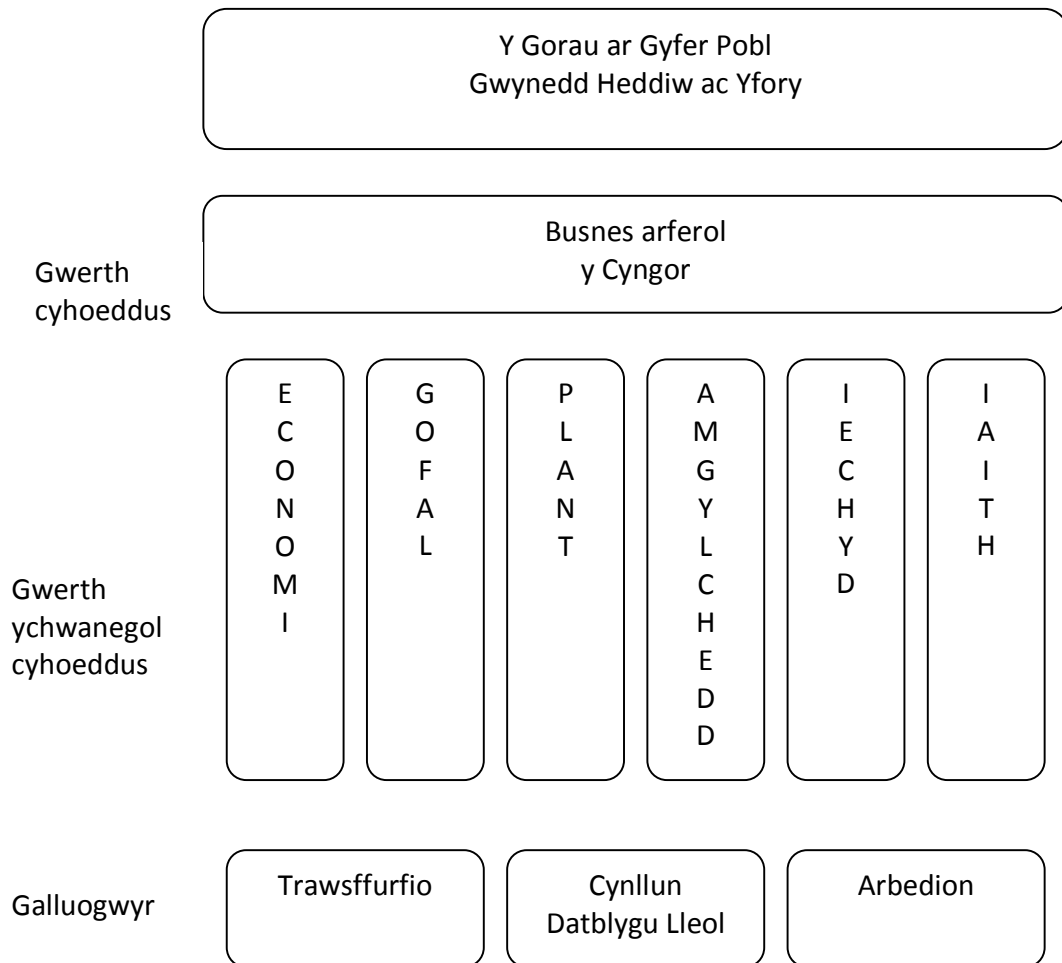 Y Gorau ar Gyfer Pobl
Gwynedd Heddiw ac Yfory
Busnes arferol
y Cyngor
Gwerth
cyhoeddus
ECONOMI
GOFAL
PLANT
AMGYLCHEDD
IECHYD
IAITH
Gwerth
ychwanegol
cyhoeddus
Galluogwyr
Trawsffurfio
Cynllun
Datblygu Lleol
Arbedion